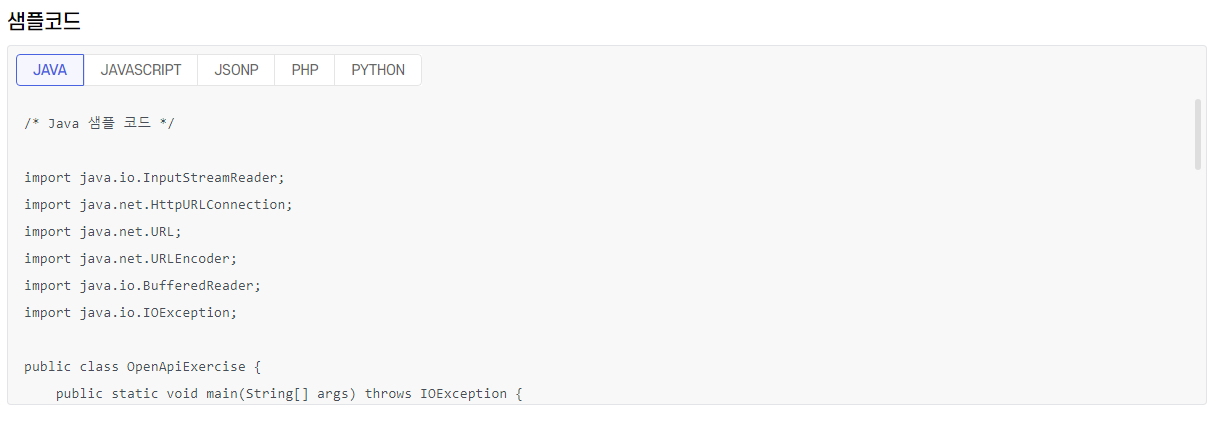 샘플코드
JAVA JAVASCRIPT JSONP PHP PYTHON
/* Java 샘플 코드 */
import java.io.InputStreamReader;
import java.net.HttpURLConnection;
import java.net.URL;
import java.net.URLEncoder;
import java.io.BufferedReader;
import java.io.IOException;
public class OpenApiExercise {
    public static void main(String[] args) throws IOException {